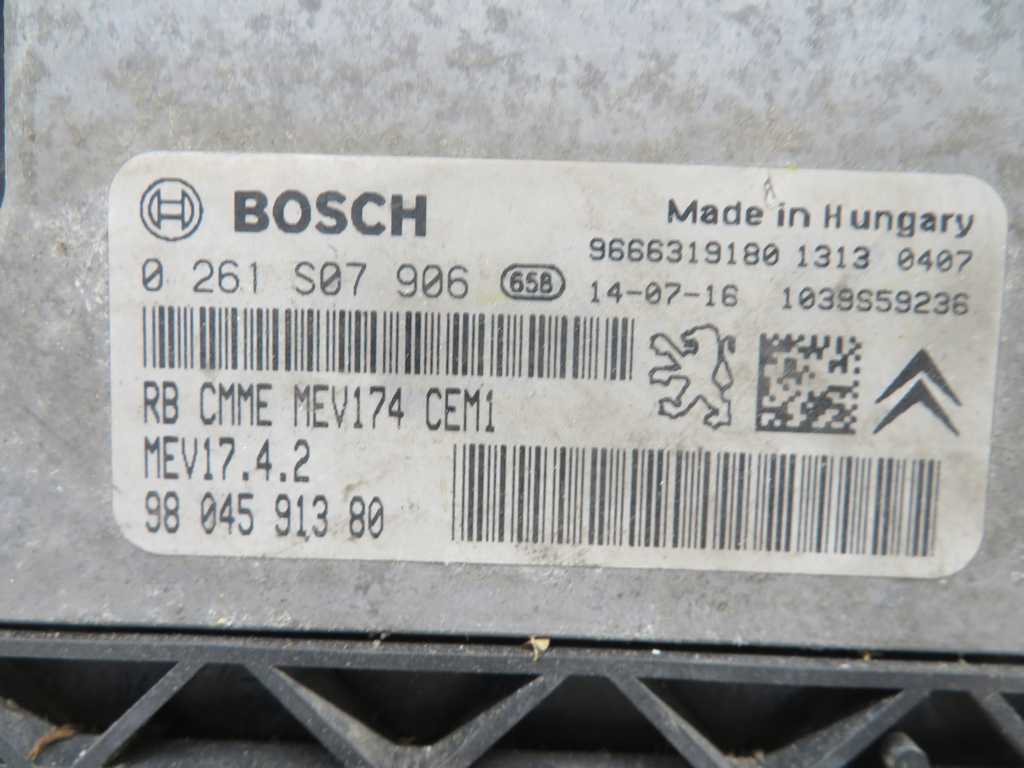 BOSCH
Made in Hungary
9666319180 1313 0407
0 261 S07 906 658
14-07-16 1039S59236
RB CMME MEV174 CEM1
MEV17.4.2
98 045 913 80